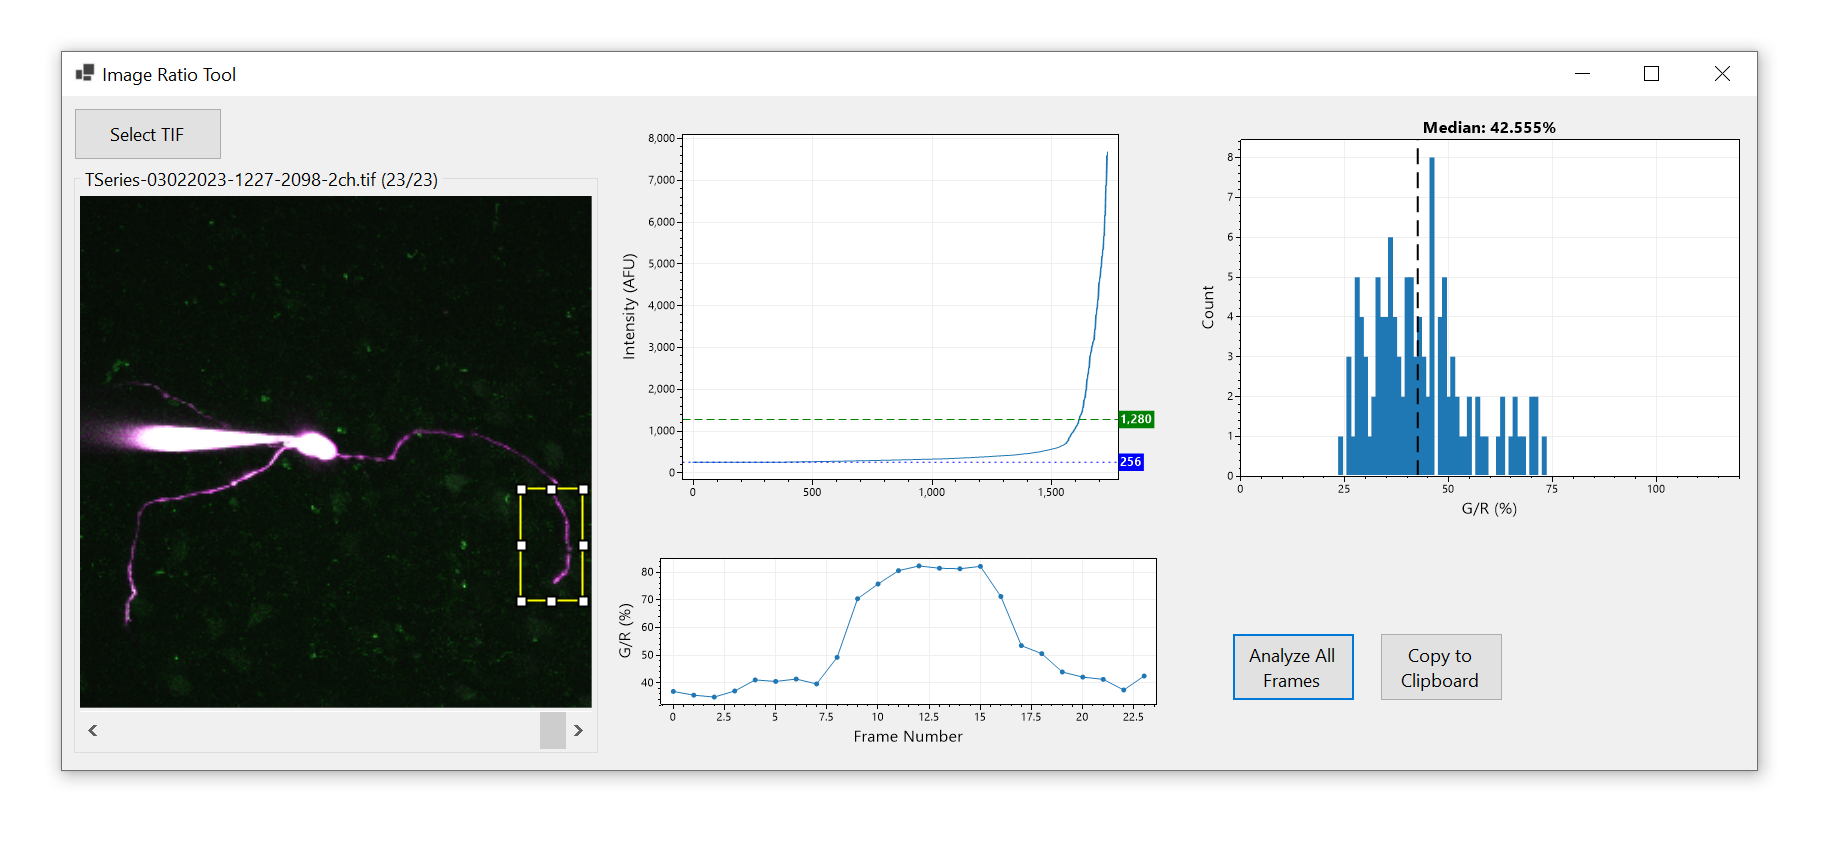 Image Ratio Tool
Select TIF
TSeries-03022023-1227-2098-2ch.tif (23/23)
Intensity (AFU)
8,000
7,000
6,000
5,000
4,000
3,000
2,000
1,000
0
1,280
256
0 500 1,000 1,500
G/R (%)
80
70
60
50
40
0 2.5 5 7.5 10 12.5 15 17.5 20 22.5
Frame Number
Median: 42.555%
Count
8
7
6
5
4
3
2
1
0
0 25 50 75 100
G/R (%)
Analyze All
Frames
Copy to
Clipboard